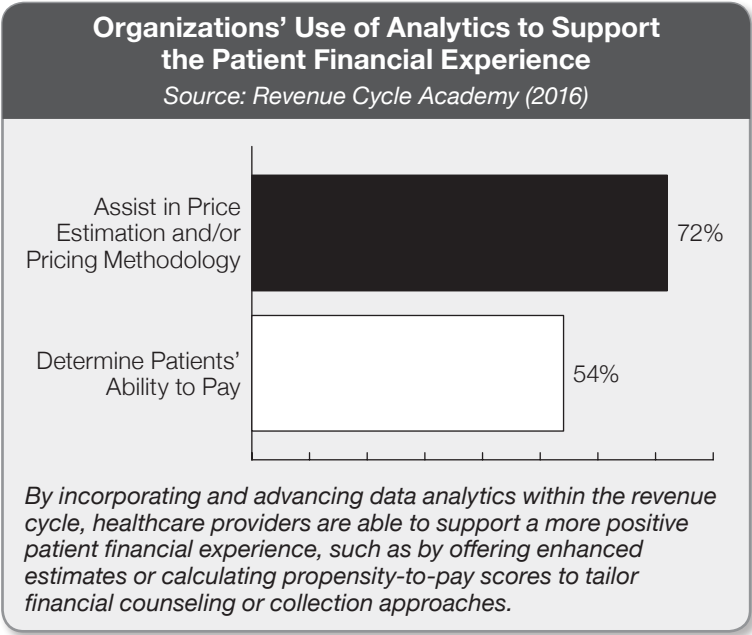 Organizations’ Use of Analytics to Support
the Patient Financial Experience
Source: Revenue Cycle Academy (2016)
Assist in Price
Estimation and/or
Pricing Methodology
72%
Determine Patients’
Ability to Pay
54%
By incorporating and advancing data analytics within the revenue
cycle, healthcare providers are able to support a more positive
patient financial experience, such as by offering enhanced
estimates or calculating propensity-to-pay scores to tailor
financial counseling or collection approaches.